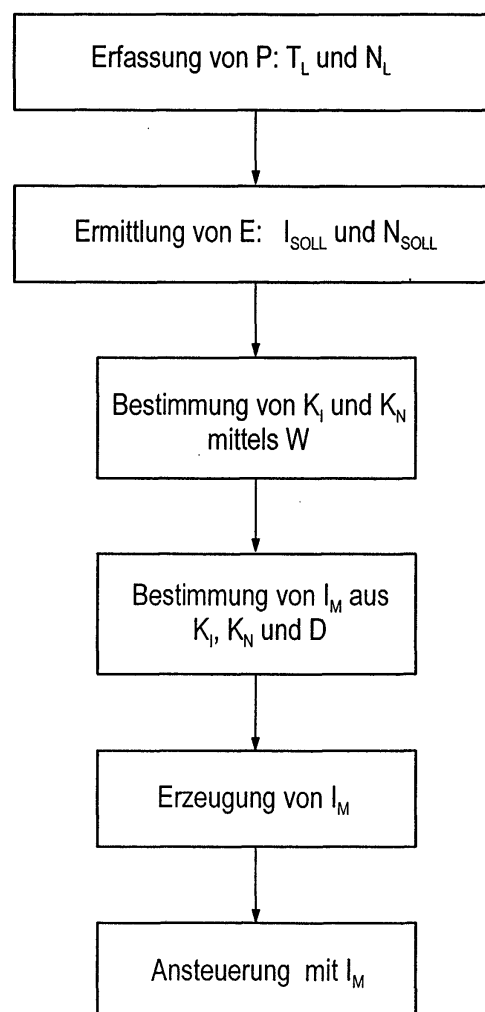 Erfassung von P: T_L und N_L
Ermittlung von E: I_SOLL und N_SOLL
Bestimmung von K_I und K_N
mittels W
Bestimmung von I_M aus
K_I, K_N und D
Erzeugung von I_M
Ansteuerung mit I_M